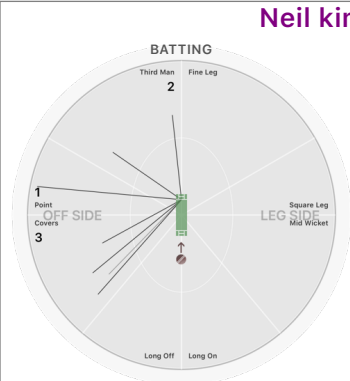 Neil kir
BATTING
Third Man Fine Leg
2
1
Point Square Leg
OFF SIDE LEG SIDE
Covers Mid Wicket
3
Long Off Long On